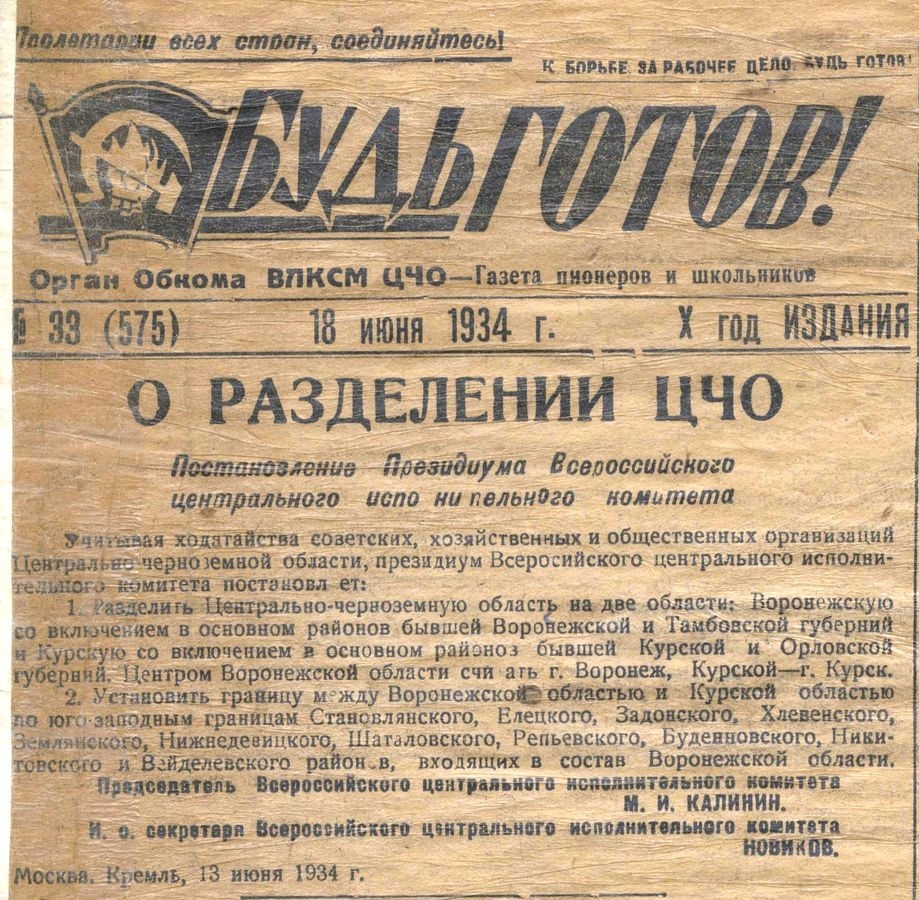 Пролетарии всех стран, соединяйтесь!
К БОРЬБЕ ЗА РАБОЧЕЕ ДЕЛО БУДЬ ГОТОВ!
БУДЬ ГОТОВ!
Орган Обкома ВЛКСМ ЦЧО—Газета пионеров и школьников
№ 33 (575) 18 июня 1934 г. X год ИЗДАНИЯ
О РАЗДЕЛЕНИИ ЦЧО
Постановление Президиума Всероссийского
центрального испо ни пельного комитета
Учитывая ходатайства советских, хозяйственных и общественных организаций
Центрально-черноземной области, президиум Всеросийского центрального исполни-
тельного комитета постановл ет:
1. Разделить Центрально-черноземную область на две области: Воронежскую
со включением в основном районов бывшей Воронежской и Тамбовской губерний
и Курскую со включением в основном районов бывшей Курской и Орловской
губерний. Центром Воронежской области счи ать г. Воронеж, Курской—г. Курск.
2. Установить границу между Воронежской областью и Курской областью
по юго-заподным границам Становлянского, Елецкого, Задонского, Хлевенского,
Землянского, Нижнедевицкого, Шаталовского, Репьевского, Буденновского, Ники-
товского и Вейделевского район в, входящих в состав Воронежской области.
Председатель Всероссийского центрального исполнительного комитета
М. И. КАЛИНИН.
И. о. секретаря Всероссийского центрального исполнительного комитета
НОВИКОВ.
Москва. Кремль, 13 июня 1934 г.